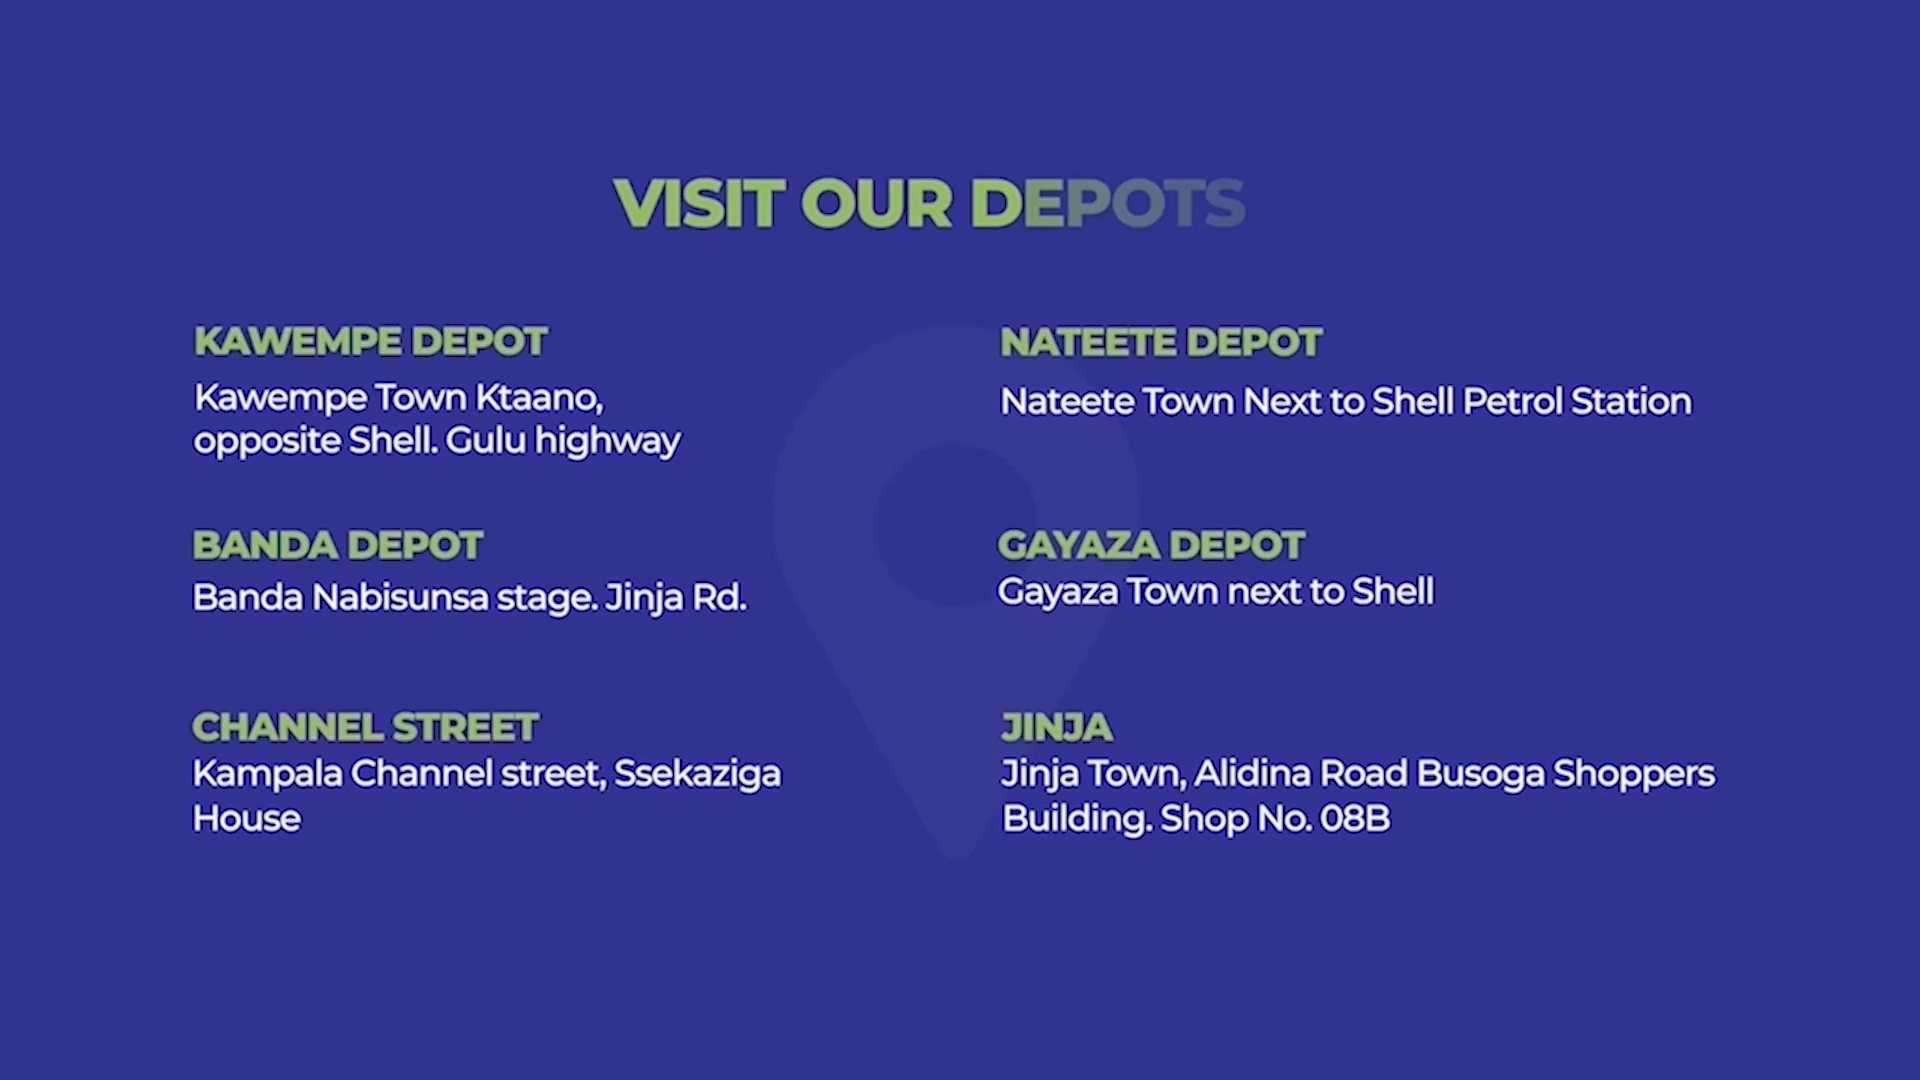 VISIT OUR DEPOTS
KAWEMPE DEPOT
Kawempe Town Ktaano,
opposite Shell. Gulu highway
BANDA DEPOT
Banda Nabisunsa stage. Jinja Rd.
CHANNEL STREET
Kampala Channel street, Ssekaziga
House
NATEETE DEPOT
Nateete Town Next to Shell Petrol Station
GAYAZA DEPOT
Gayaza Town next to Shell
JINJA
Jinja Town, Alidina Road Busoga Shoppers
Building. Shop No. 08B